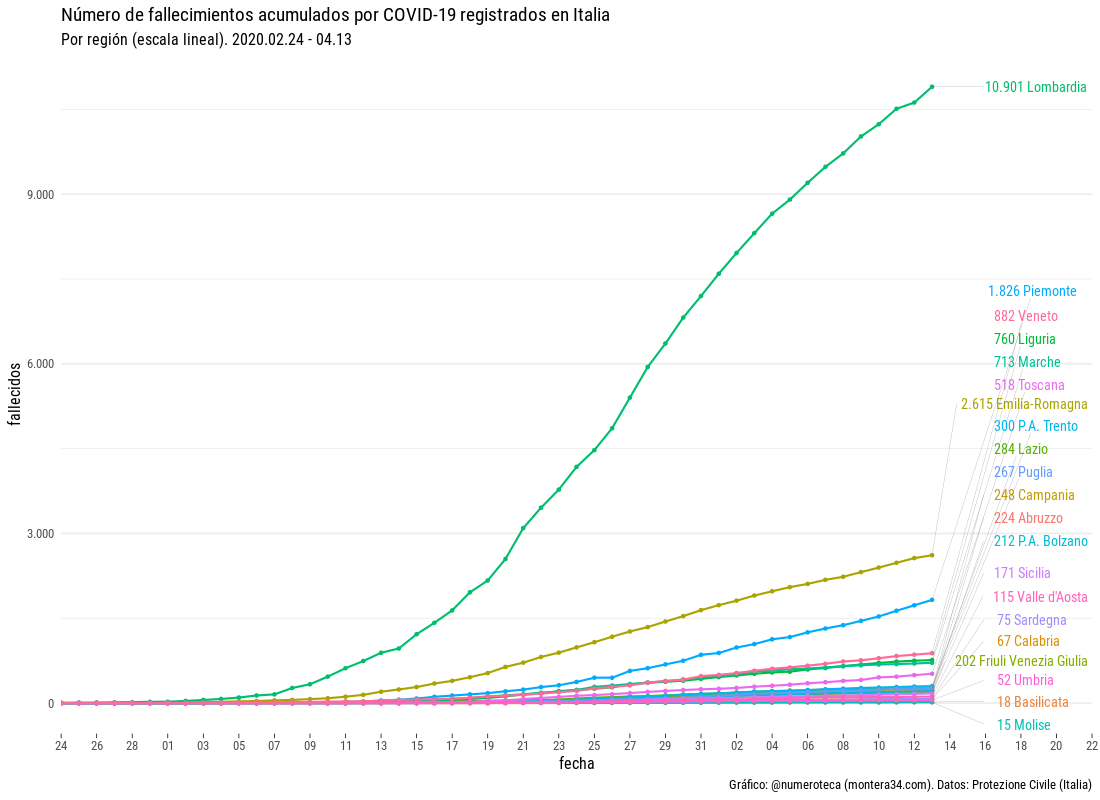 Número de fallecimientos acumulados por COVID-19 registrados en Italia
Por región (escala lineal). 2020.02.24 - 04.13
10.901 Lombardia
9.000
1.826 Piemonte
882 Veneto
760 Liguria
6.000
713 Marche
518 Toscana
fallecidos
2.615 Emilia-Romagna
300 P.A. Trento
284 Lazio
267 Puglia
248 Campania
224 Abruzzo
3.000
212 P.A. Bolzano
171 Sicilia
115 Valle d'Aosta
75 Sardegna
67 Calabria
202 Friuli Venezia Giulia
52 Umbria
0
18 Basilicata
15 Molise
24 26 28 01 03 05 07 09 11 13 15 17 19 21 23 25 27 29 31 02 04 06 08 10 12 14 16 18 20 22
fecha
Gráfico: @numeroteca (montera34.com). Datos: Protezione Civile (Italia)